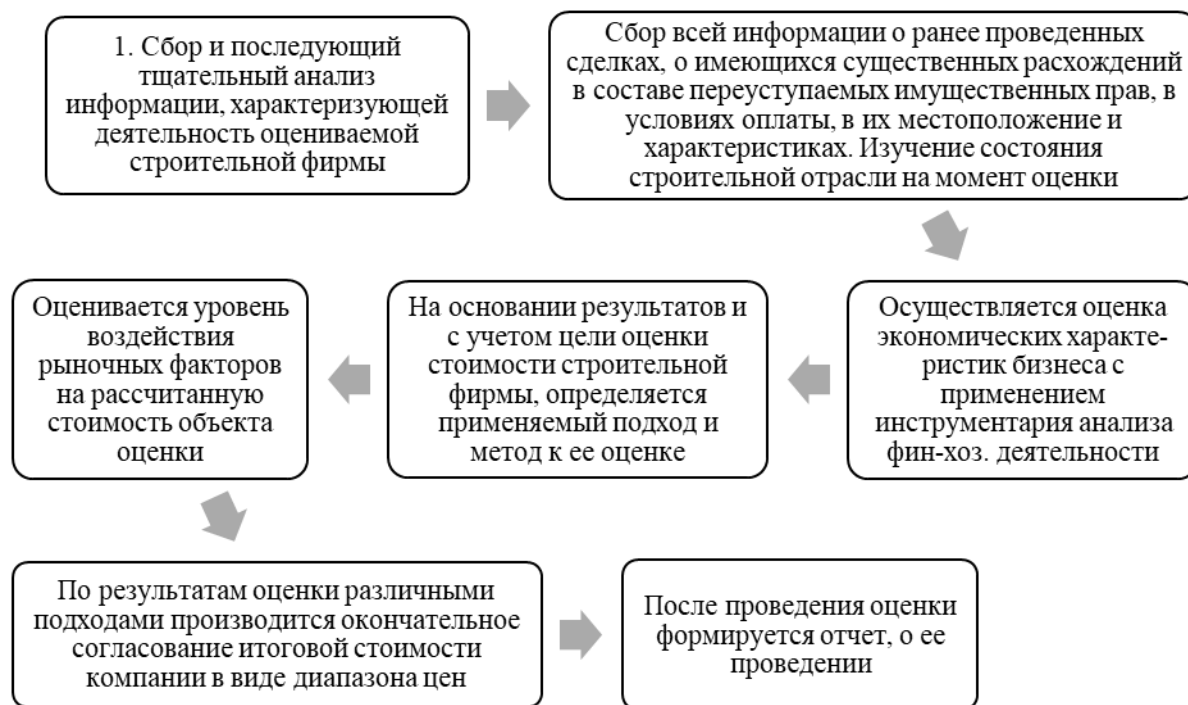 1. Сбор и последующий
тщательный анализ
информации, характеризующей
деятельность оцениваемой
строительной фирмы
Сбор всей информации о ранее проведенных
сделках, о имеющихся существенных расхождений
в составе переуступаемых имущественных прав, в
условиях оплаты, в их местоположение и
характеристиках. Изучение состояния
строительной отрасли на момент оценки
Осуществляется оценка
экономических характе-
ристик бизнеса с
применением
инструментария анализа
фин-хоз. деятельности
На основании результатов и
с учетом цели оценки
стоимости строительной
фирмы, определяется
применяемый подход и
метод к ее оценке
Оценивается уровень
воздействия
рыночных факторов
на рассчитанную
стоимость объекта
оценки
По результатам оценки различными
подходами производится окончательное
согласование итоговой стоимости
компании в виде диапазона цен
После проведения оценки
формируется отчет, о ее
проведении